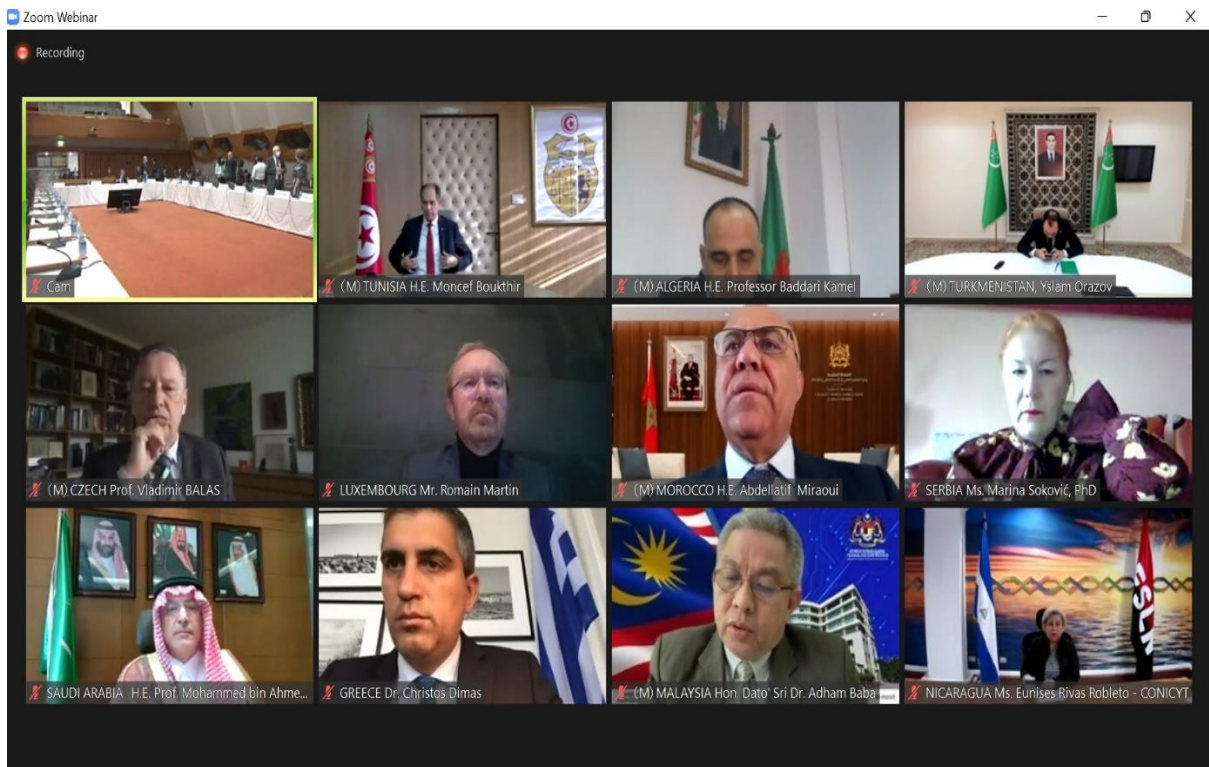 Zoom Webinar
Recording
Cam
(M) TUNISIA H.E. Moncef Boukthir
(M) ALGERIA H.E. Professor Baddari Kamel
(M) TURKMENISTAN, Yslam Orazov
(M) CZECH Prof. Vladimir BALAS
LUXEMBOURG Mr. Romain Martin
(M) MOROCCO H.E. Abdellatif Miraoui
SERBIA Ms. Marina Soković, PhD
SAUDI ARABIA H.E. Prof. Mohammed bin Ahme...
GREECE Dr. Christos Dimas
(M) MALAYSIA Hon. Dato' Sri Dr. Adham Baba
NICARAGUA Ms. Eunises Rivas Robleto - CONICYT